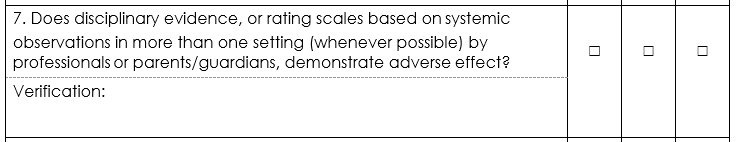 7. Does disciplinary evidence, or rating scales based on systemic
observations in more than one setting (whenever possible) by
professionals or parents/guardians, demonstrate adverse effect?
Verification: